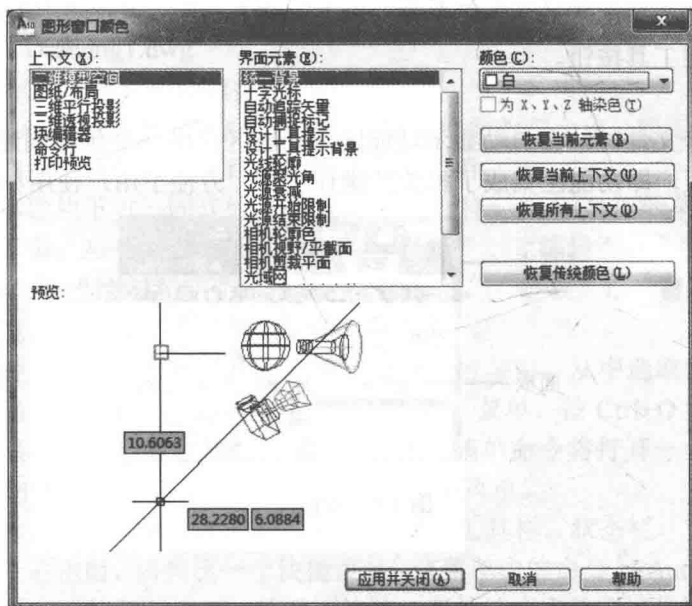 图形窗口颜色
上下文(X):
二维模型空间
图纸/布局
三维平行投影
三维透视投影
块编辑器
命令行
打印预览
界面元素(E):
统一背景
十字光标
自动追踪矢量
自动捕捉标记
设计工具提示
设计工具提示背景
光线轮廓
光源聚光角
光源衰减
光源开始限制
光源结束限制
相机轮廓色
相机视野/平截面
相机剪裁平面
光域网
颜色(C):
白
为 X、Y、Z 轴染色(T)
恢复当前元素(R)
恢复当前上下文(U)
恢复所有上下文(O)
恢复传统颜色(L)
预览:
10.6063
28.2280 6.0884
应用并关闭(A)
取消
帮助